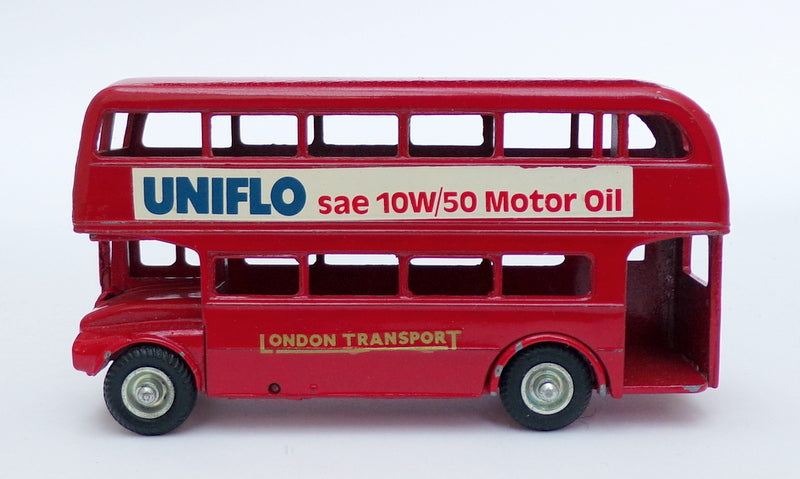 UNIFLO sae 10W/50 Motor Oil
LONDON TRANSPORT